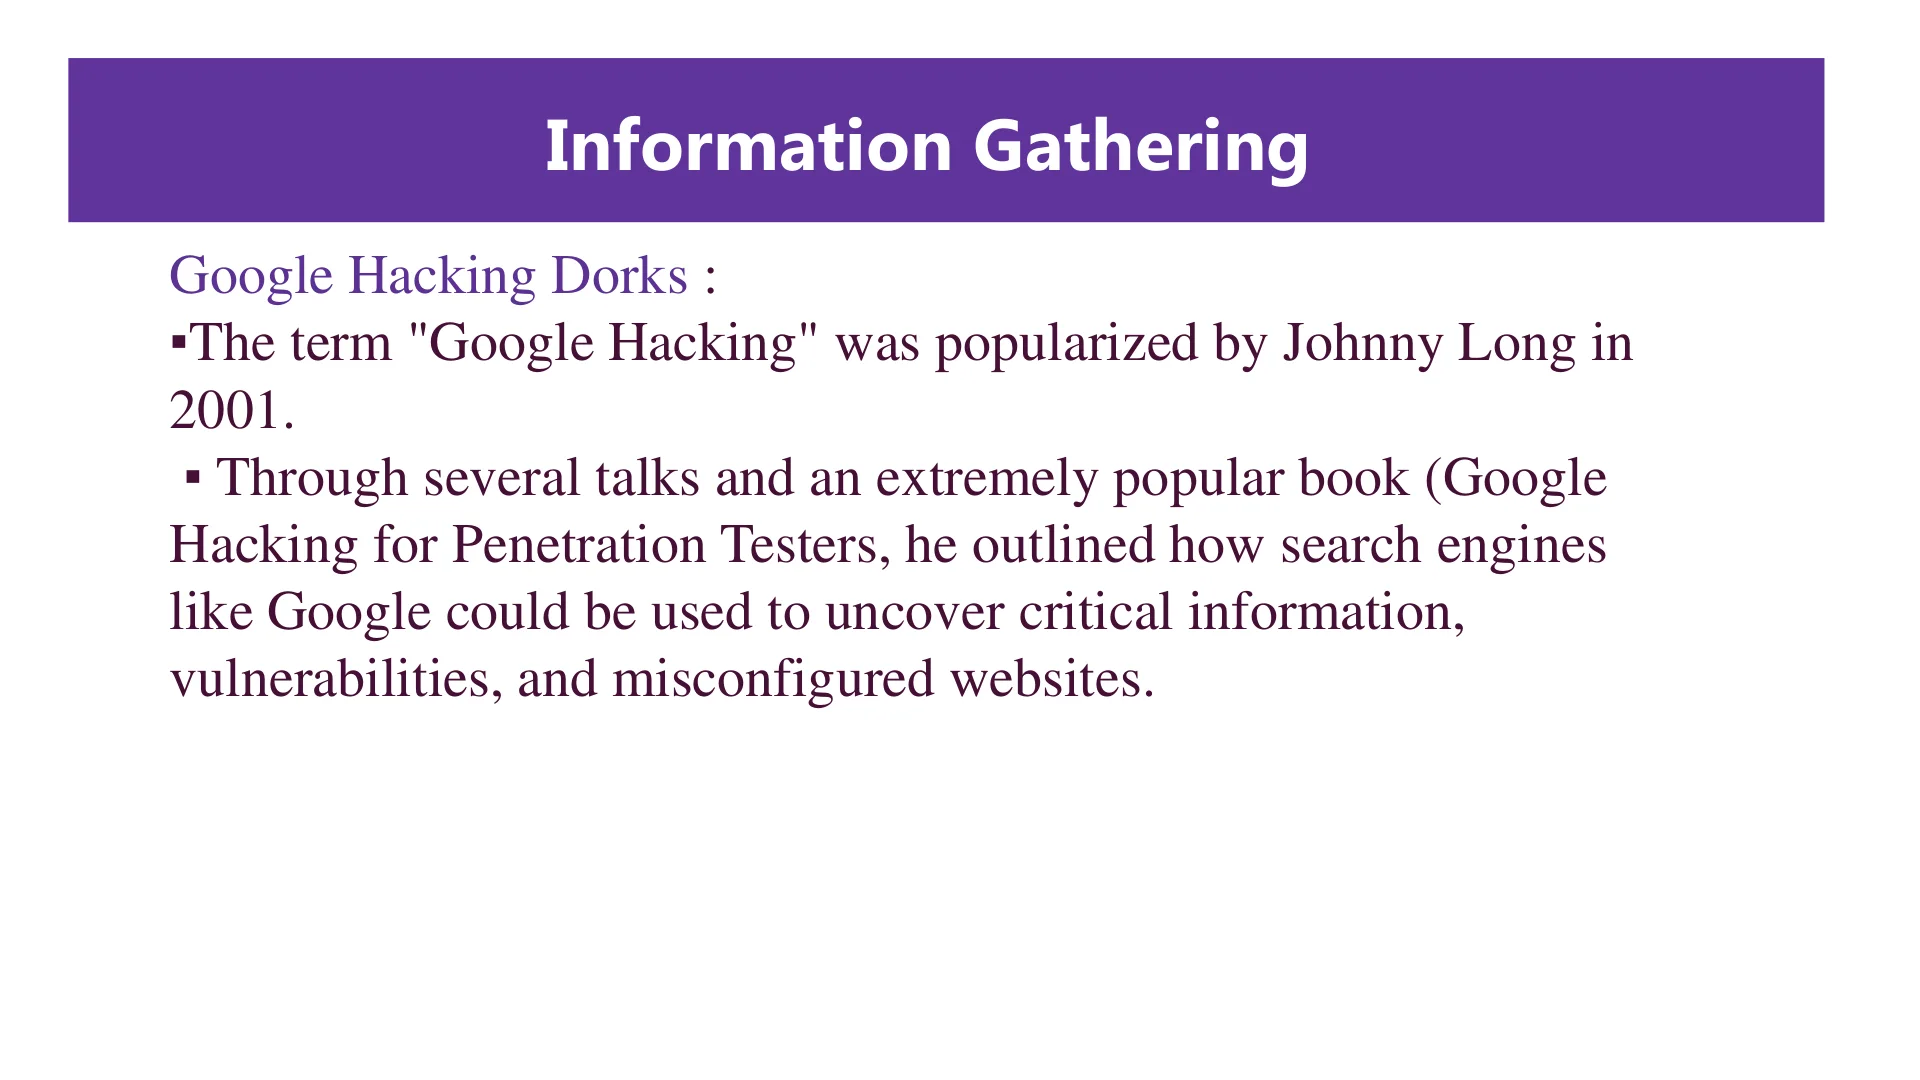 Information Gathering
Google Hacking Dorks :
▪The term "Google Hacking" was popularized by Johnny Long in
2001.
▪ Through several talks and an extremely popular book (Google
Hacking for Penetration Testers, he outlined how search engines
like Google could be used to uncover critical information,
vulnerabilities, and misconfigured websites.